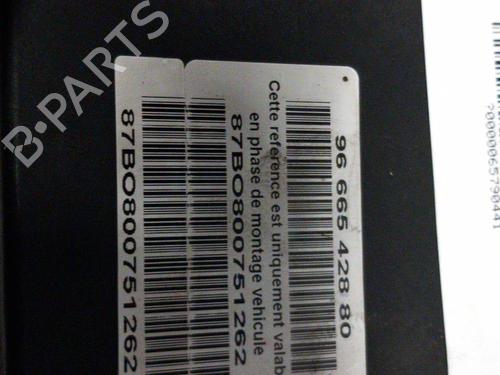 96 665 428 80
Cette reference est uniquement valab
en phase de montage vehicule
87BO800751262
87BO800751262
B-PARTS